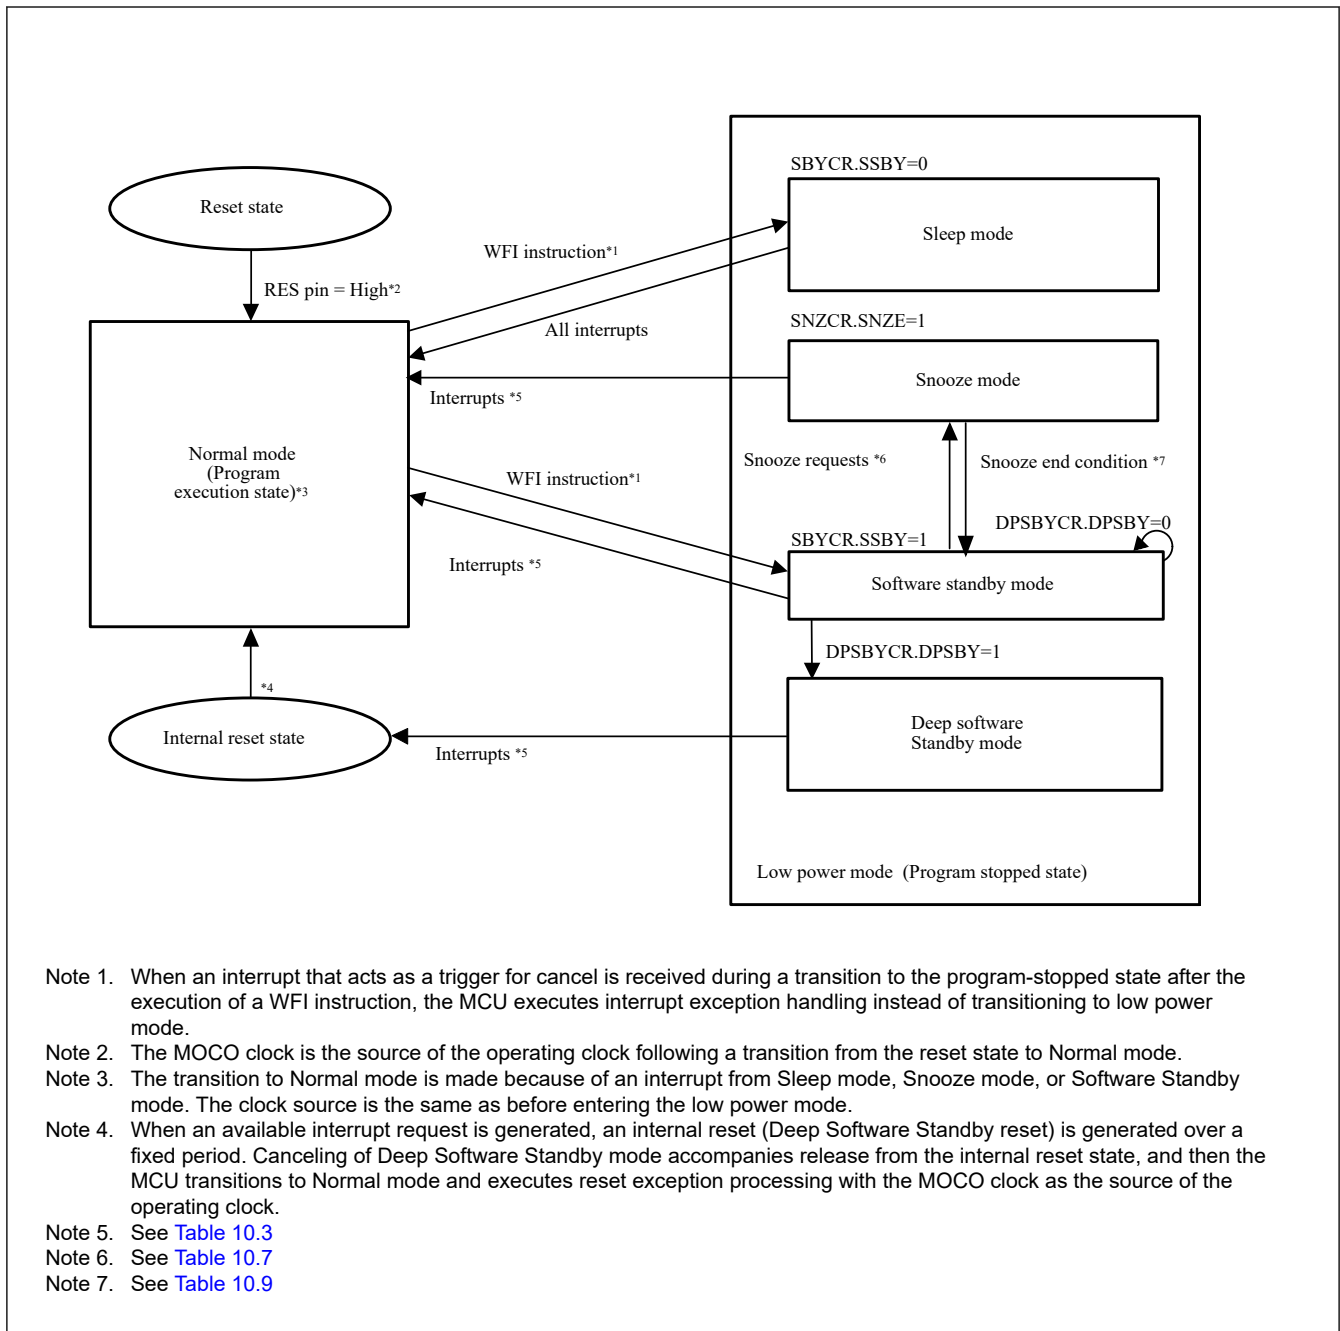 SBYCR.SSBY=0
Reset state
Sleep mode
WFI instruction*1
RES pin = High*2
All interrupts
SNZCR.SNZE=1
Snooze mode
Interrupts *5
Normal mode
(Program
execution state)*3
Snooze requests *6
Snooze end condition *7
WFI instruction*1
DPSBYCR.DPSBY=0
SBYCR.SSBY=1
Interrupts *5
Software standby mode
DPSBYCR.DPSBY=1
*4
Internal reset state
Deep software
Standby mode
Interrupts *5
Low power mode (Program stopped state)
Note 1. When an interrupt that acts as a trigger for cancel is received during a transition to the program-stopped state after the
execution of a WFI instruction, the MCU executes interrupt exception handling instead of transitioning to low power
mode.
Note 2. The MOCO clock is the source of the operating clock following a transition from the reset state to Normal mode.
Note 3. The transition to Normal mode is made because of an interrupt from Sleep mode, Snooze mode, or Software Standby
mode. The clock source is the same as before entering the low power mode.
Note 4. When an available interrupt request is generated, an internal reset (Deep Software Standby reset) is generated over a
fixed period. Canceling of Deep Software Standby mode accompanies release from the internal reset state, and then the
MCU transitions to Normal mode and executes reset exception processing with the MOCO clock as the source of the
operating clock.
Note 5. See Table 10.3
Note 6. See Table 10.7
Note 7. See Table 10.9